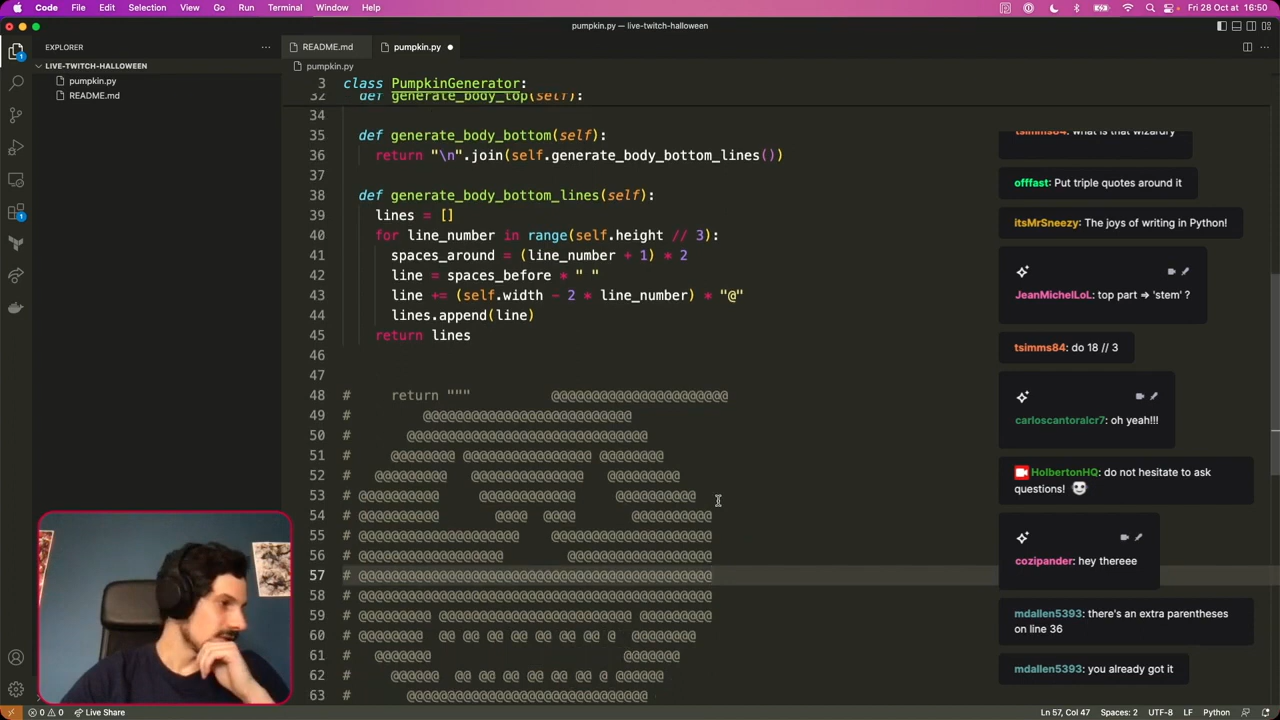 Code File Edit Selection View Go Run Terminal Window Help Fri 28 Oct at 16:50
pumpkin.py — live-twitch-halloween
EXPLORER
README.md
pumpkin.py
LIVE-TWITCH-HALLOWEEN
pumpkin.py
README.md
pumpkin.py
3 class PumpkinGenerator:
32 def generate_body_top(self):
34
35 def generate_body_bottom(self):
36 return "\n".join(self.generate_body_bottom_lines())
37
38 def generate_body_bottom_lines(self):
39 lines = []
40 for line_number in range(self.height // 3):
41 spaces_around = (line_number + 1) * 2
42 line = spaces_before * " "
43 line += (self.width - 2 * line_number) * "@"
44 lines.append(line)
45 return lines
46
47
48 # return """ @@@@@@@@@@@@@@@@@@@@@@
49 # @@@@@@@@@@@@@@@@@@@@@@@@@@
50 # @@@@@@@@@@@@@@@@@@@@@@@@@@@@@@
51 # @@@@@@@@ @@@@@@@@@@@@@@@@ @@@@@@@@
52 # @@@@@@@@@ @@@@@@@@@@@@@@ @@@@@@@@@
53 # @@@@@@@@@@ @@@@@@@@@@@@ @@@@@@@@@@
54 # @@@@@@@@@@ @@@@ @@@@ @@@@@@@@@@
55 # @@@@@@@@@@@@@@@@@@@@ @@@@@@@@@@@@@@@@@@@@
56 # @@@@@@@@@@@@@@@@@@ @@@@@@@@@@@@@@@@@@
57 # @@@@@@@@@@@@@@@@@@@@@@@@@@@@@@@@@@@@@@@@@@@@
58 # @@@@@@@@@@@@@@@@@@@@@@@@@@@@@@@@@@@@@@@@@@@@
59 # @@@@@@@@@ @@@@@@@@@@@@@@@@@@@@@@@@ @@@@@@@@@
60 # @@@@@@@@ @@ @@ @@ @@ @@ @@ @@ @ @@@@@@@@
61 # @@@@@@@ @@@@@@@
62 # @@@@@@ @@ @@ @@ @@ @@ @@ @ @@@@@@
63 # @@@@@@@@@@@@@@@@@@@@@@@@@@@@@@
tsimms84: what is that wizardry
offfast: Put triple quotes around it
itsMrSneezy: The joys of writing in Python!
JeanMichelLoL: top part => 'stem' ?
tsimms84: do 18 // 3
carloscantoralcr7: oh yeah!!!
HolbertonHQ: do not hesitate to ask
questions!
cozipander: hey thereee
mdallen5393: there's an extra parentheses
on line 36
mdallen5393: you already got it
0 0 Live Share Ln 57, Col 47 Spaces: 2 UTF-8 LF Python